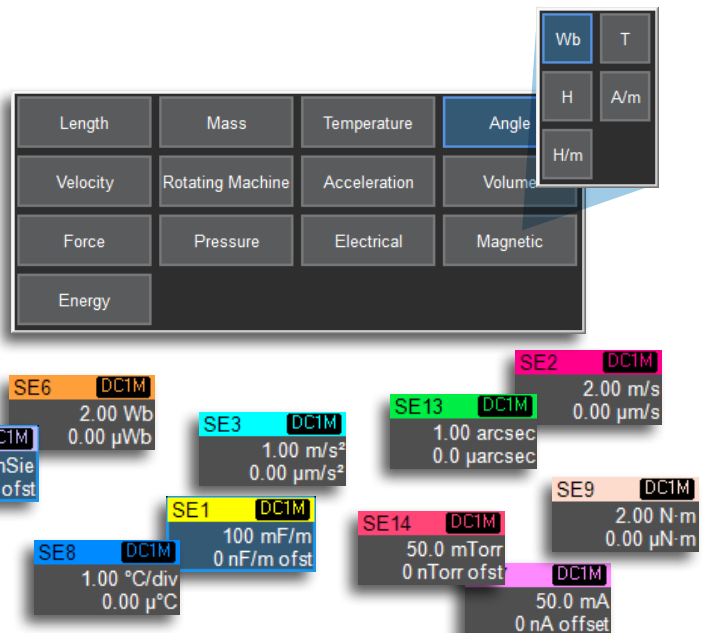 Wb
T
H
A/m
H/m
Length
Mass
Temperature
Angle
Velocity
Rotating Machine
Acceleration
Volume
Force
Pressure
Electrical
Magnetic
Energy
SE2 DC1M
2.00 m/s
0.00 µm/s
SE6 DC1M
2.00 Wb
0.00 µWb
SE13 DC1M
1.00 arcsec
0.0 µarcsec
SE3 DC1M
1.00 m/s²
0.00 µm/s²
ofst
SE9 DC1M
2.00 N·m
0.00 µN·m
SE1 DC1M
100 mF/m
0 nF/m ofst
SE14 DC1M
50.0 mTorr
0 nTorr ofst
SE8 DC1M
1.00 °C/div
0.00 µ°C
DC1M
50.0 mA
0 nA offset